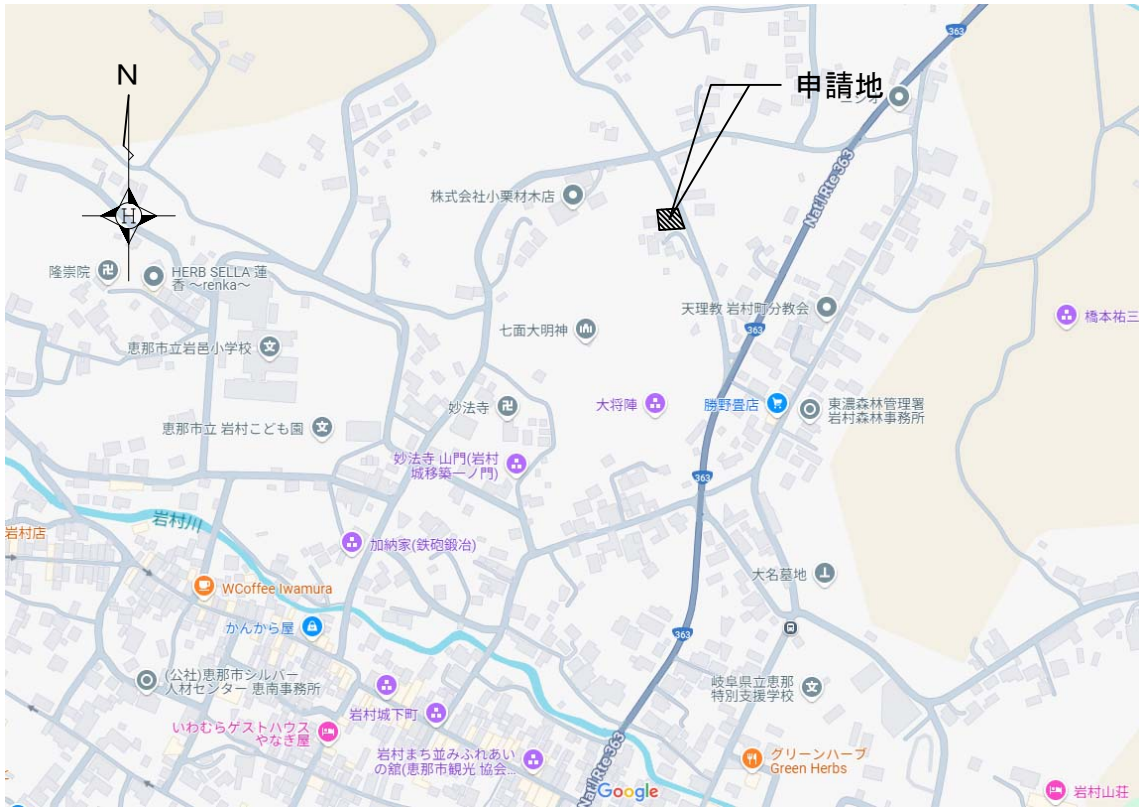 363
N
申請地
Nat'l Rte 363
株式会社小栗材木店
H
隆崇院
HERB SELLA 蓮
香 ～renka～
天理教 岩村町分教会
橋本祐三
七面大明神
363
恵那市立岩邑小学校
大将陣
勝野畳店
東濃森林管理署
岩村森林事務所
妙法寺
恵那市立 岩村こども園
妙法寺 山門(岩村
城移築一ノ門)
363
岩村川
岩村店
加納家(鉄砲鍛冶)
大名墓地
WCoffee Iwamura
かんから屋
363
(公社)恵那市シルバー
人材センター 恵南事務所
岐阜県立恵那
特別支援学校
岩村城下町
いわむらゲストハウス
やなぎ屋
岩村まち並みふれあい
の舘(恵那市観光 協会...
グリーンハーブ
Green Herbs
Nat'l Rte 363
Google
岩村山荘